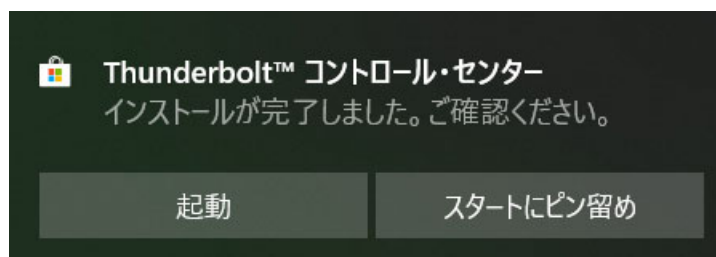 Thunderbolt™ コントロール・センター
インストールが完了しました。ご確認ください。
起動
スタートにピン留め